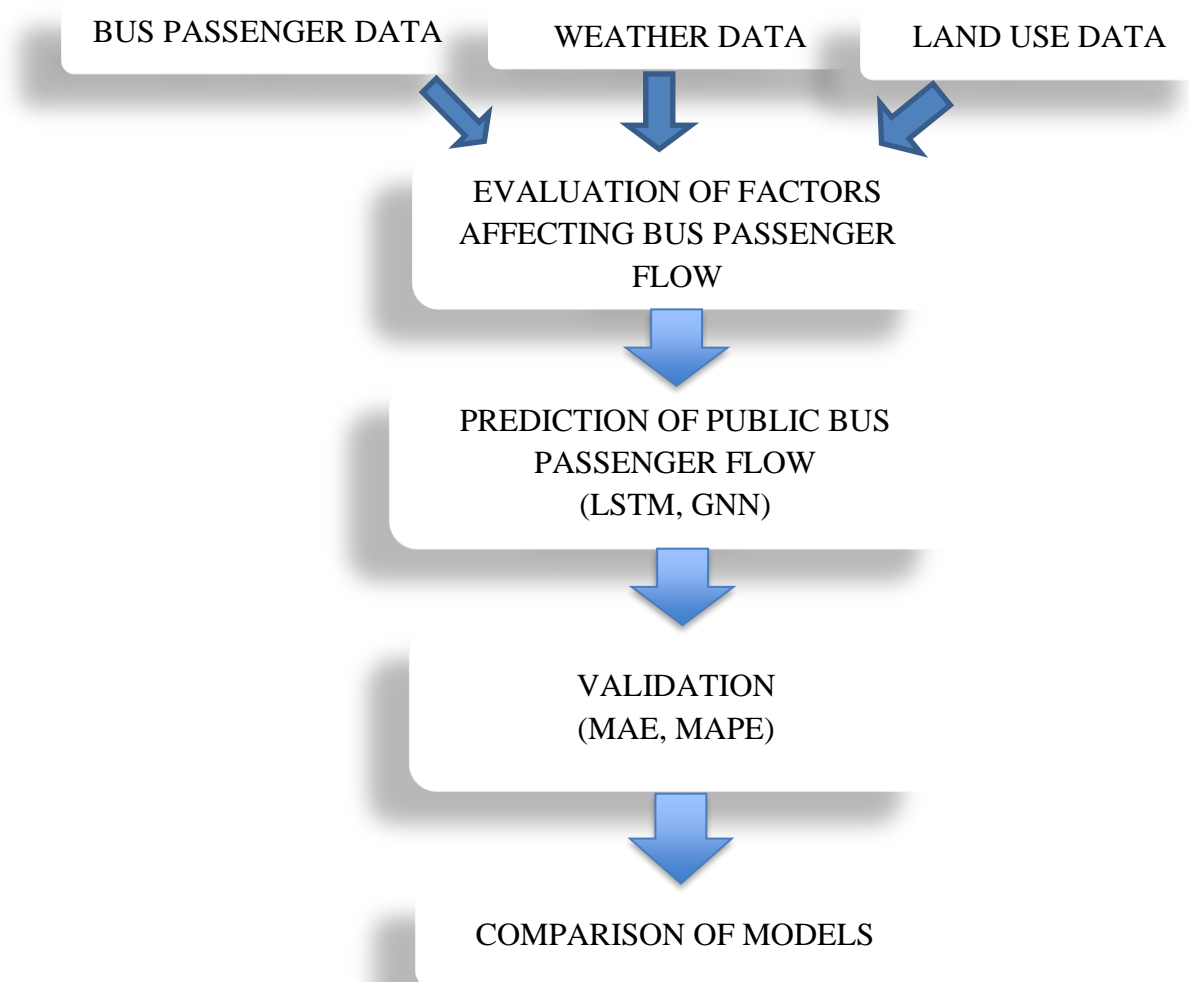 BUS PASSENGER DATA
WEATHER DATA
LAND USE DATA
EVALUATION OF FACTORS
AFFECTING BUS PASSENGER
FLOW
PREDICTION OF PUBLIC BUS
PASSENGER FLOW
(LSTM, GNN)
VALIDATION
(MAE, MAPE)
COMPARISON OF MODELS